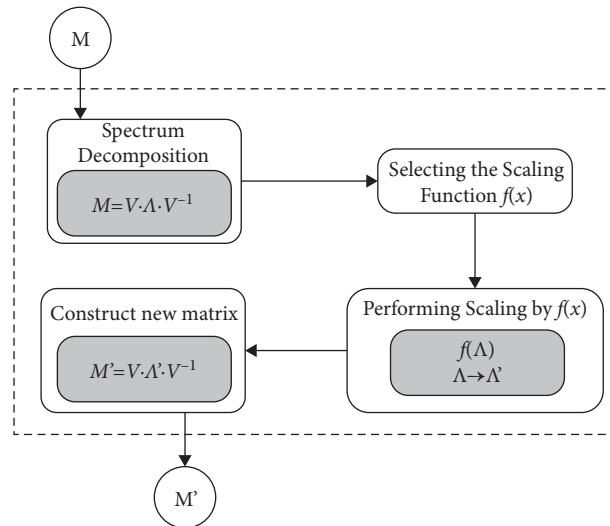 M
Spectrum
Decomposition
M=V·Λ·V⁻¹
Selecting the Scaling
Function f(x)
Performing Scaling by f(x)
f(Λ)
Λ→Λ’
Construct new matrix
M’=V·Λ’·V⁻¹
M’